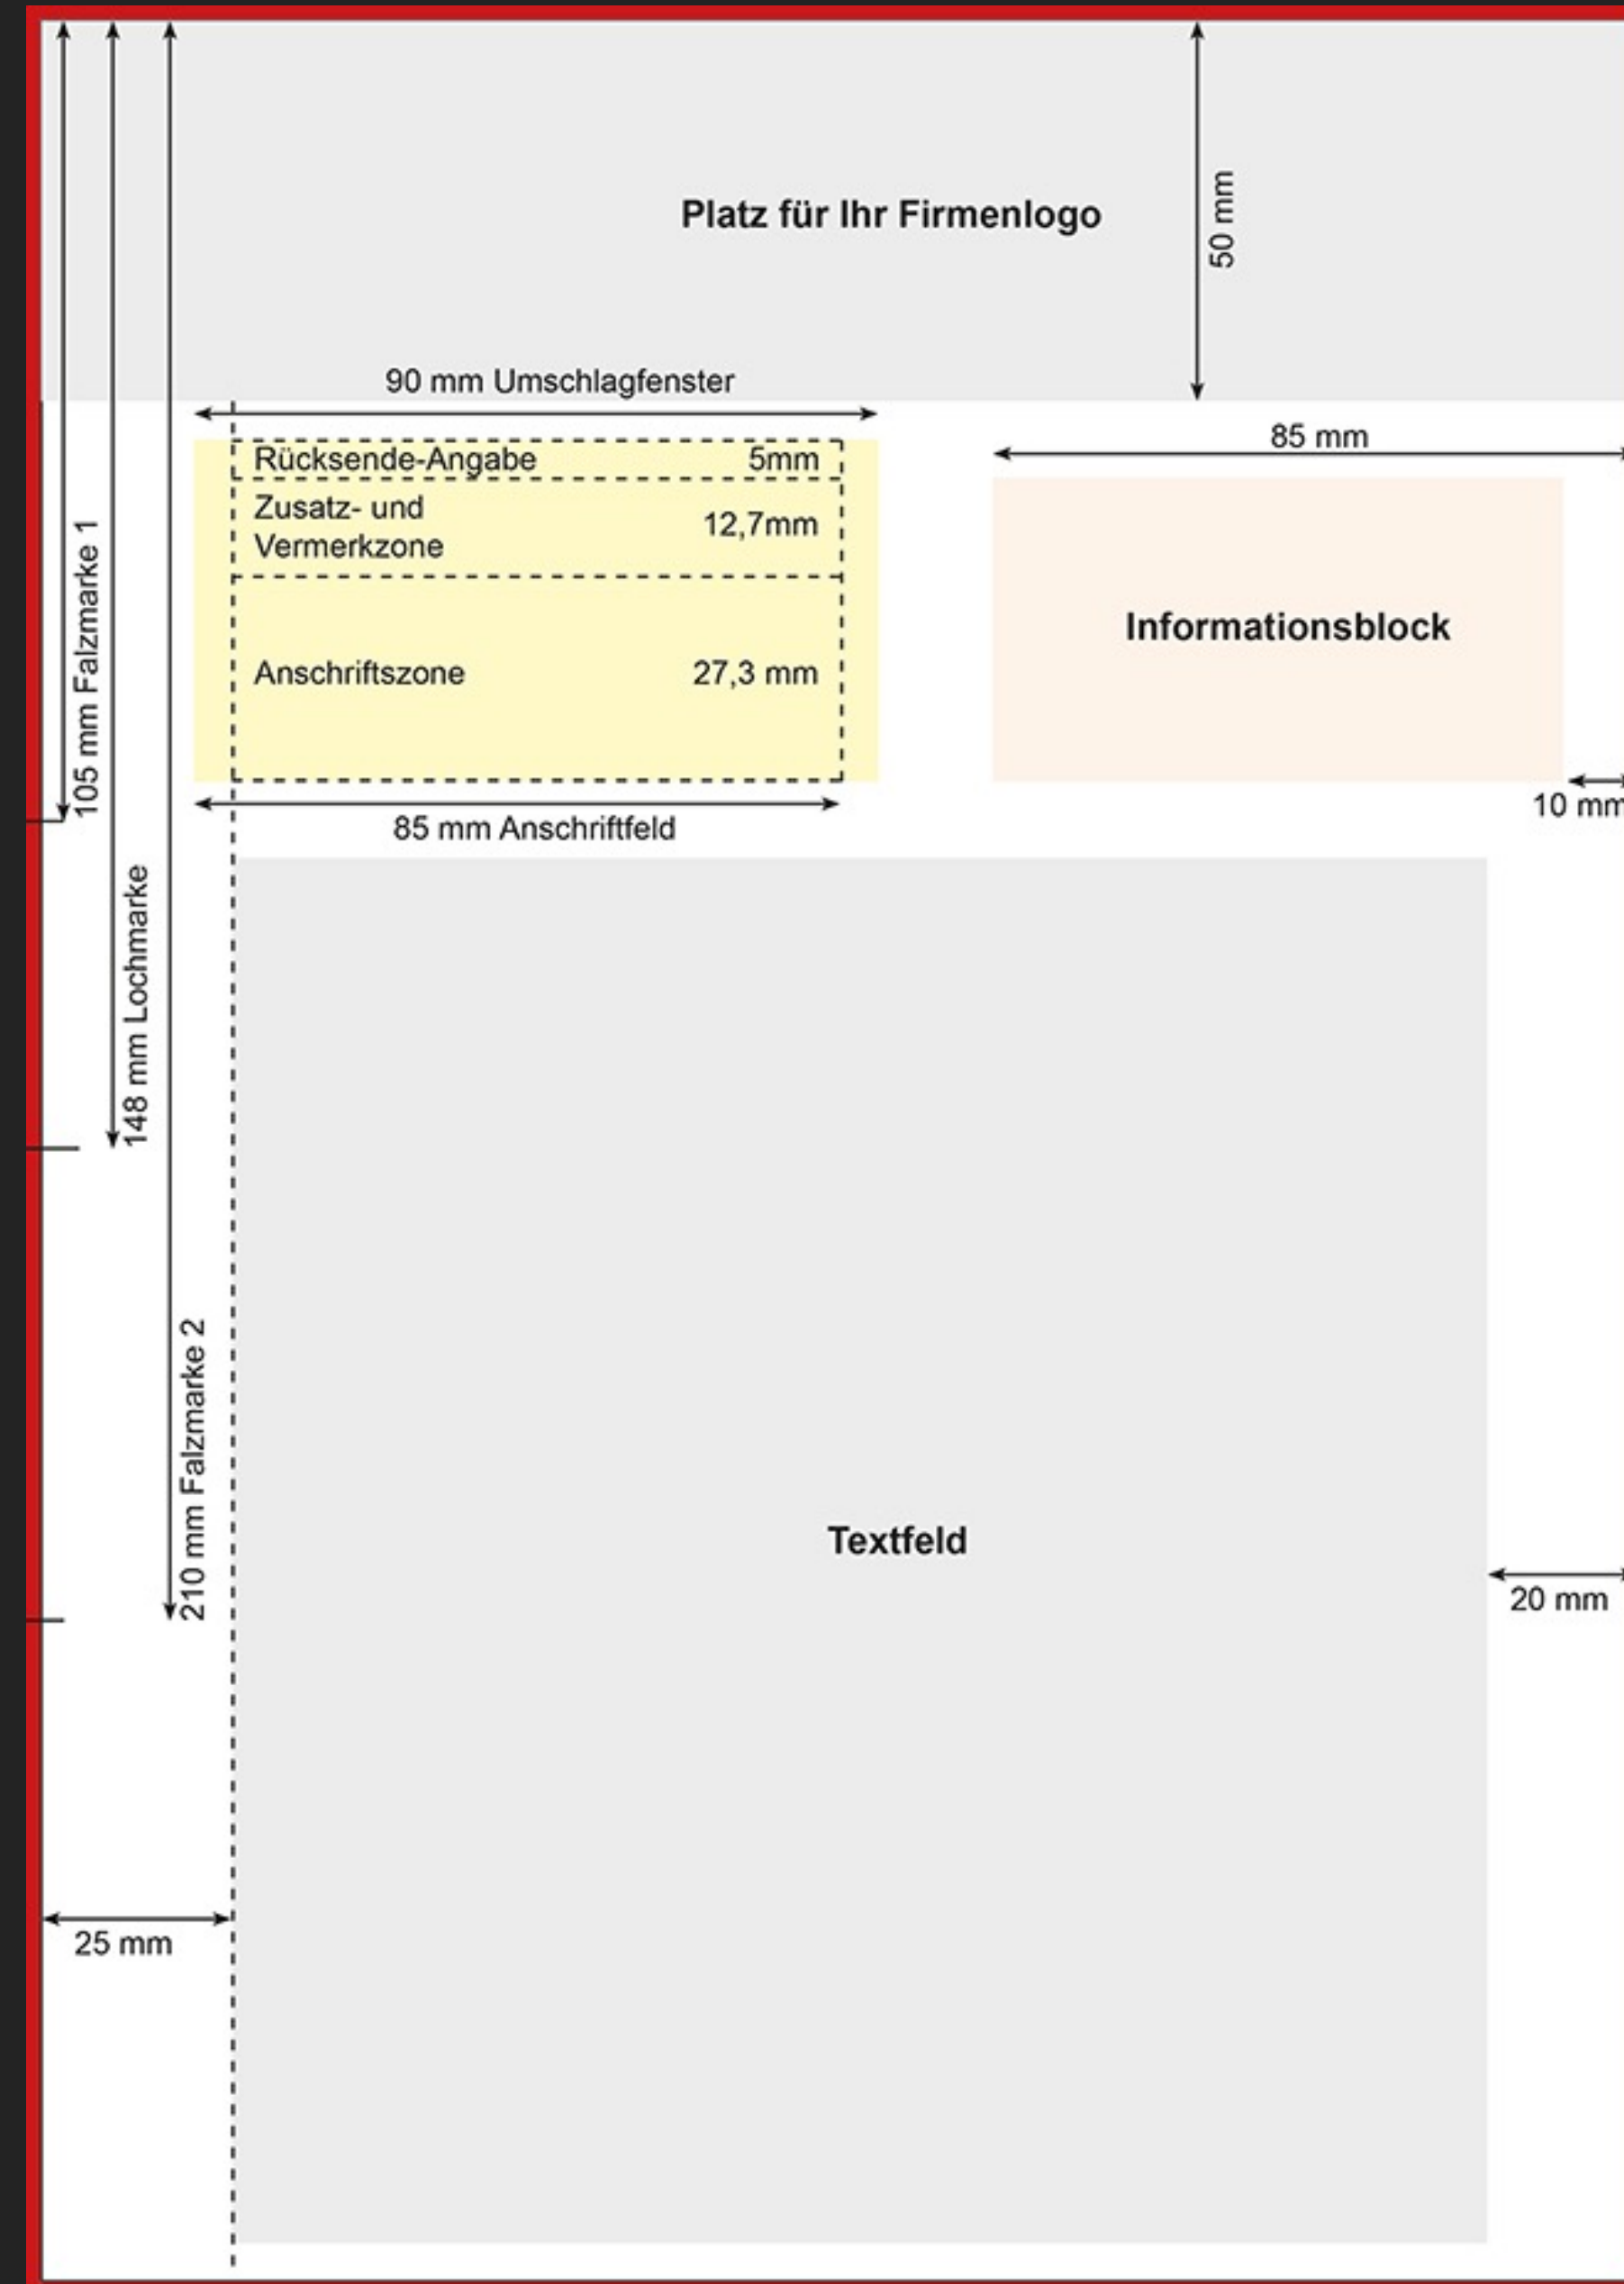 Platz für Ihr Firmenlogo
50 mm
90 mm Umschlagfenster
85 mm
Rücksende-Angabe 5mm
Zusatz- und
Vermerkzone
12,7mm
Anschriftszone 27,3 mm
Informationsblock
10 mm
85 mm Anschriftfeld
105 mm Falzmarke 1
148 mm Lochmarke
210 mm Falzmarke 2
Textfeld
20 mm
25 mm